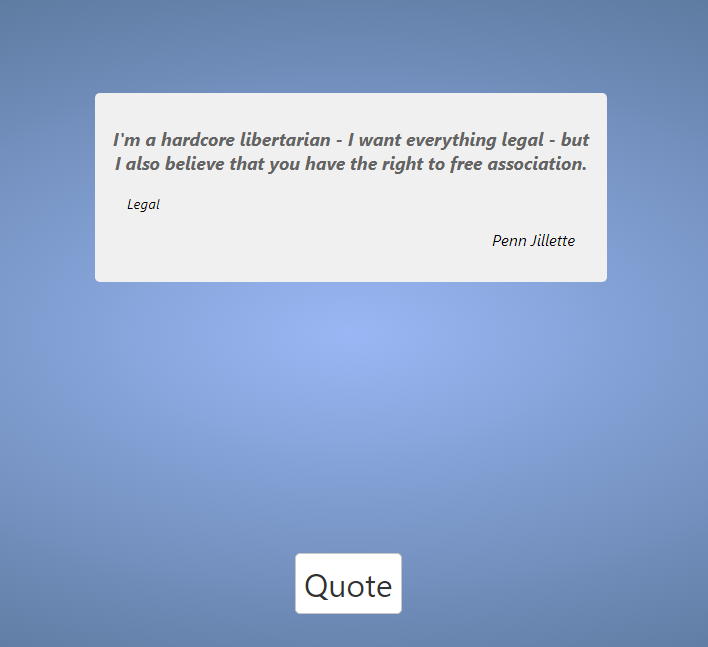 I'm a hardcore libertarian - I want everything legal - but
I also believe that you have the right to free association.
Legal
Penn Jillette
Quote